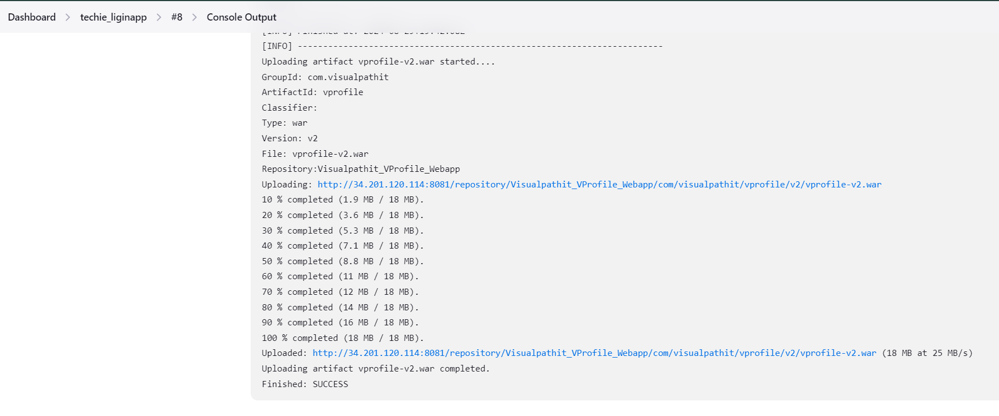 Dashboard > techie_liginapp > #8 > Console Output
[INFO] Finished at:
[INFO] ------------------------------------------------------------------------
Uploading artifact vprofile-v2.war started....
GroupId: com.visualpathit
ArtifactId: vprofile
Classifier:
Type: war
Version: v2
File: vprofile-v2.war
Repository:Visualpathit_VProfile_Webapp
Uploading: http://34.201.120.114:8081/repository/Visualpathit_VProfile_Webapp/com/visualpathit/vprofile/v2/vprofile-v2.war
10 % completed (1.9 MB / 18 MB).
20 % completed (3.6 MB / 18 MB).
30 % completed (5.3 MB / 18 MB).
40 % completed (7.1 MB / 18 MB).
50 % completed (8.8 MB / 18 MB).
60 % completed (11 MB / 18 MB).
70 % completed (12 MB / 18 MB).
80 % completed (14 MB / 18 MB).
90 % completed (16 MB / 18 MB).
100 % completed (18 MB / 18 MB).
Uploaded: http://34.201.120.114:8081/repository/Visualpathit_VProfile_Webapp/com/visualpathit/vprofile/v2/vprofile-v2.war (18 MB at 25 MB/s)
Uploading artifact vprofile-v2.war completed.
Finished: SUCCESS